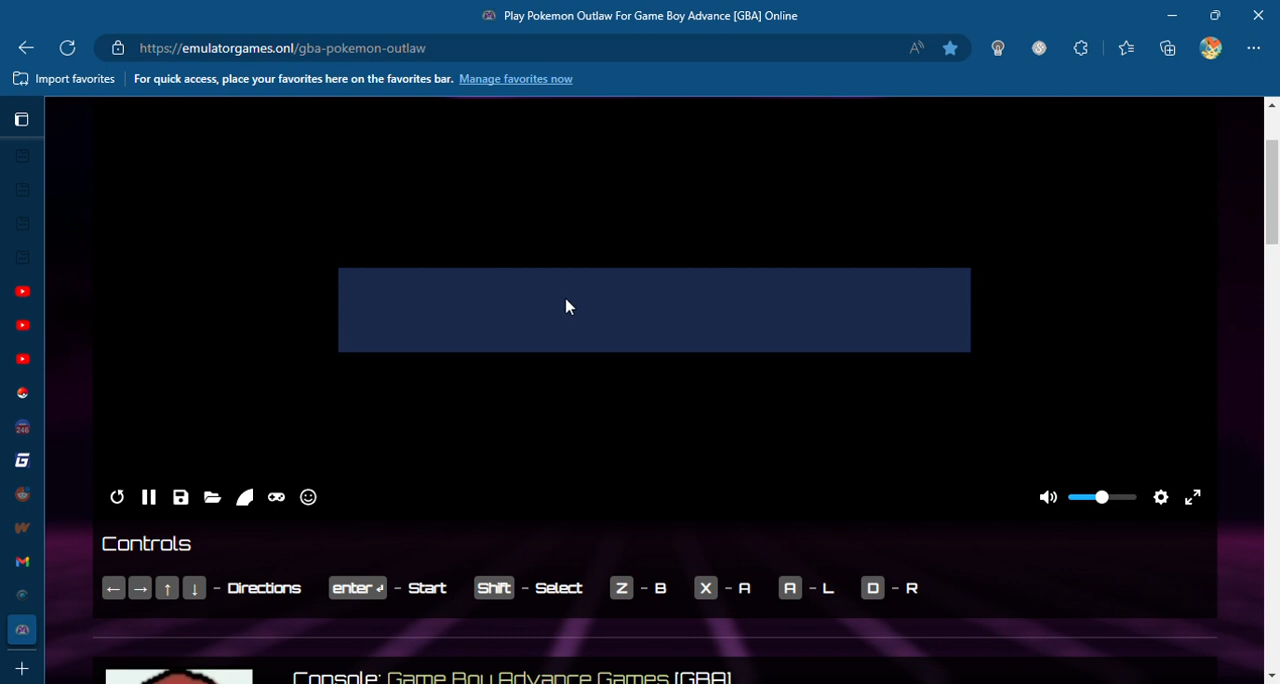 Play Pokemon Outlaw For Game Boy Advance [GBA] Online
https://emulatorgames.onl/gba-pokemon-outlaw
Import favorites For quick access, place your favorites here on the favorites bar. Manage favorites now
246
Controls
← → ↑ ↓ - Directions enter ↲ - Start Shift - Select Z - B X - A A - L D - R
Console: Game Boy Advance Games [GBA]